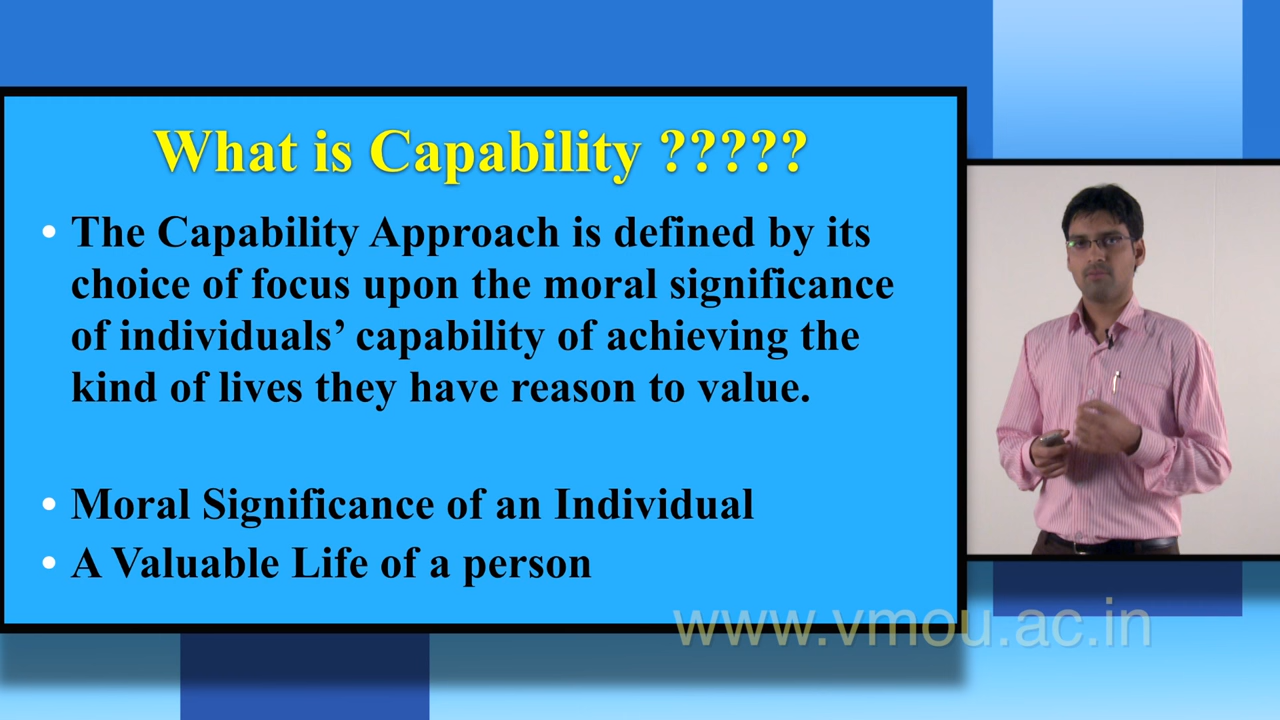 What is Capability ?????
• The Capability Approach is defined by its
choice of focus upon the moral significance
of individuals’ capability of achieving the
kind of lives they have reason to value.
• Moral Significance of an Individual
• A Valuable Life of a person
www.vmou.ac.in